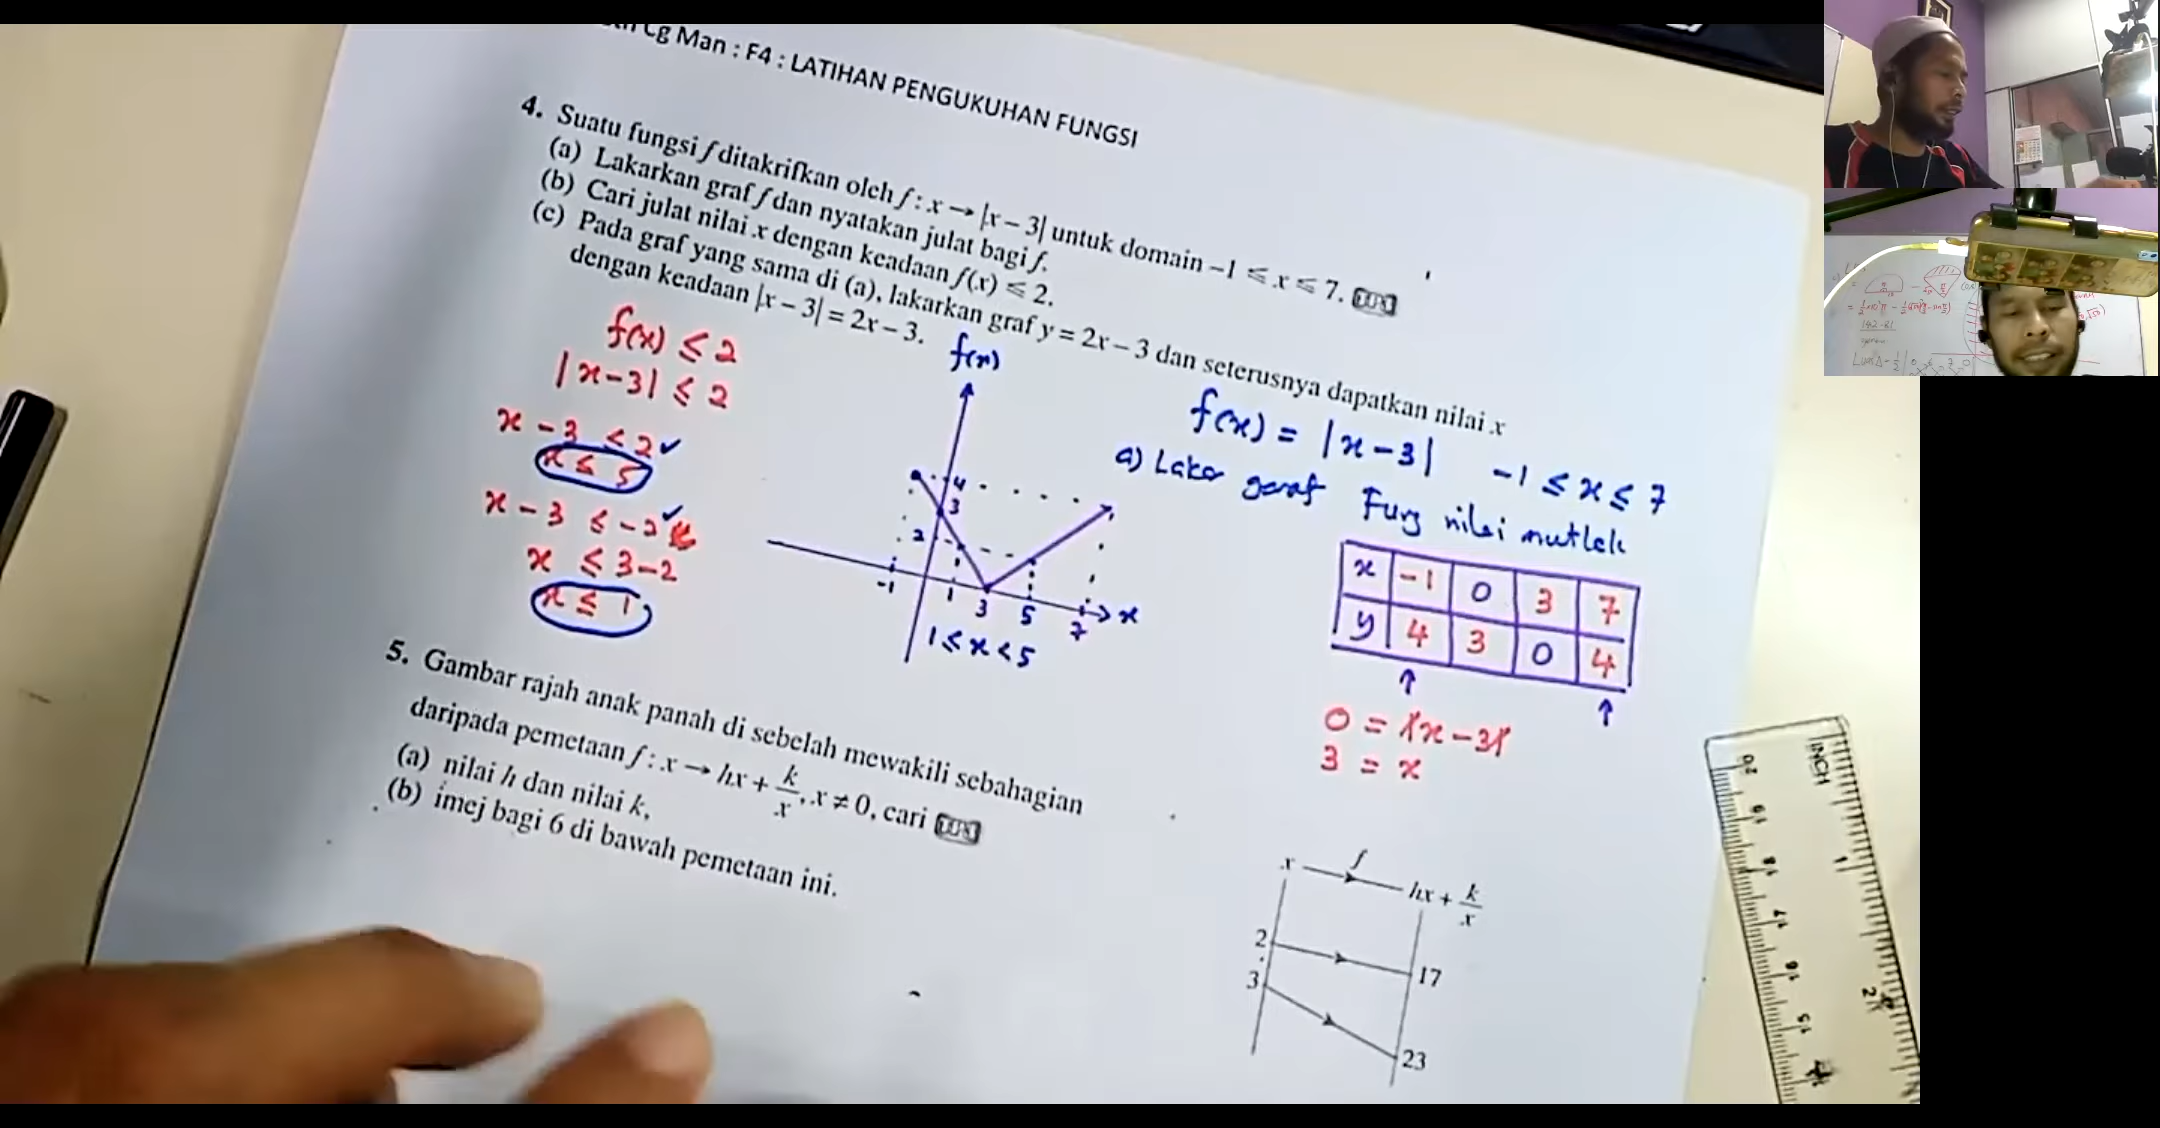 Cg Man : F4 : LATIHAN PENGUKUHAN FUNGSI
4. Suatu fungsi f ditakrifkan oleh f : x → |x – 3| untuk domain –1 ⩽ x ⩽ 7.
(a) Lakarkan graf f dan nyatakan julat bagi f.
(b) Cari julat nilai x dengan keadaan f(x) ⩽ 2.
(c) Pada graf yang sama di (a), lakarkan graf y = 2x – 3 dan seterusnya dapatkan nilai x
dengan keadaan |x – 3| = 2x – 3.
f(x) ≤ 2
|x-3| ≤ 2
x - 3 ≤ 2 ✓
x ≤ 5
x - 3 ≤ -2 ✓
x ≤ 3-2
x ≤ 1
f(x)
4
3
2
-1
1
3
5
7
x
1 ≤ x < 5
f(x) = |x-3| -1 ≤ x ≤ 7
a) Lakar graf Fung nilai mutlak
x -1 0 3 7
y 4 3 0 4
↑ ↑
0 = |x-3|
3 = x
5. Gambar rajah anak panah di sebelah mewakili sebahagian
daripada pemetaan f : x → hx + k/x, x ≠ 0, cari
(a) nilai h dan nilai k,
(b) imej bagi 6 di bawah pemetaan ini.
x f hx + k/x
2 17
3 23
INCH
1
2